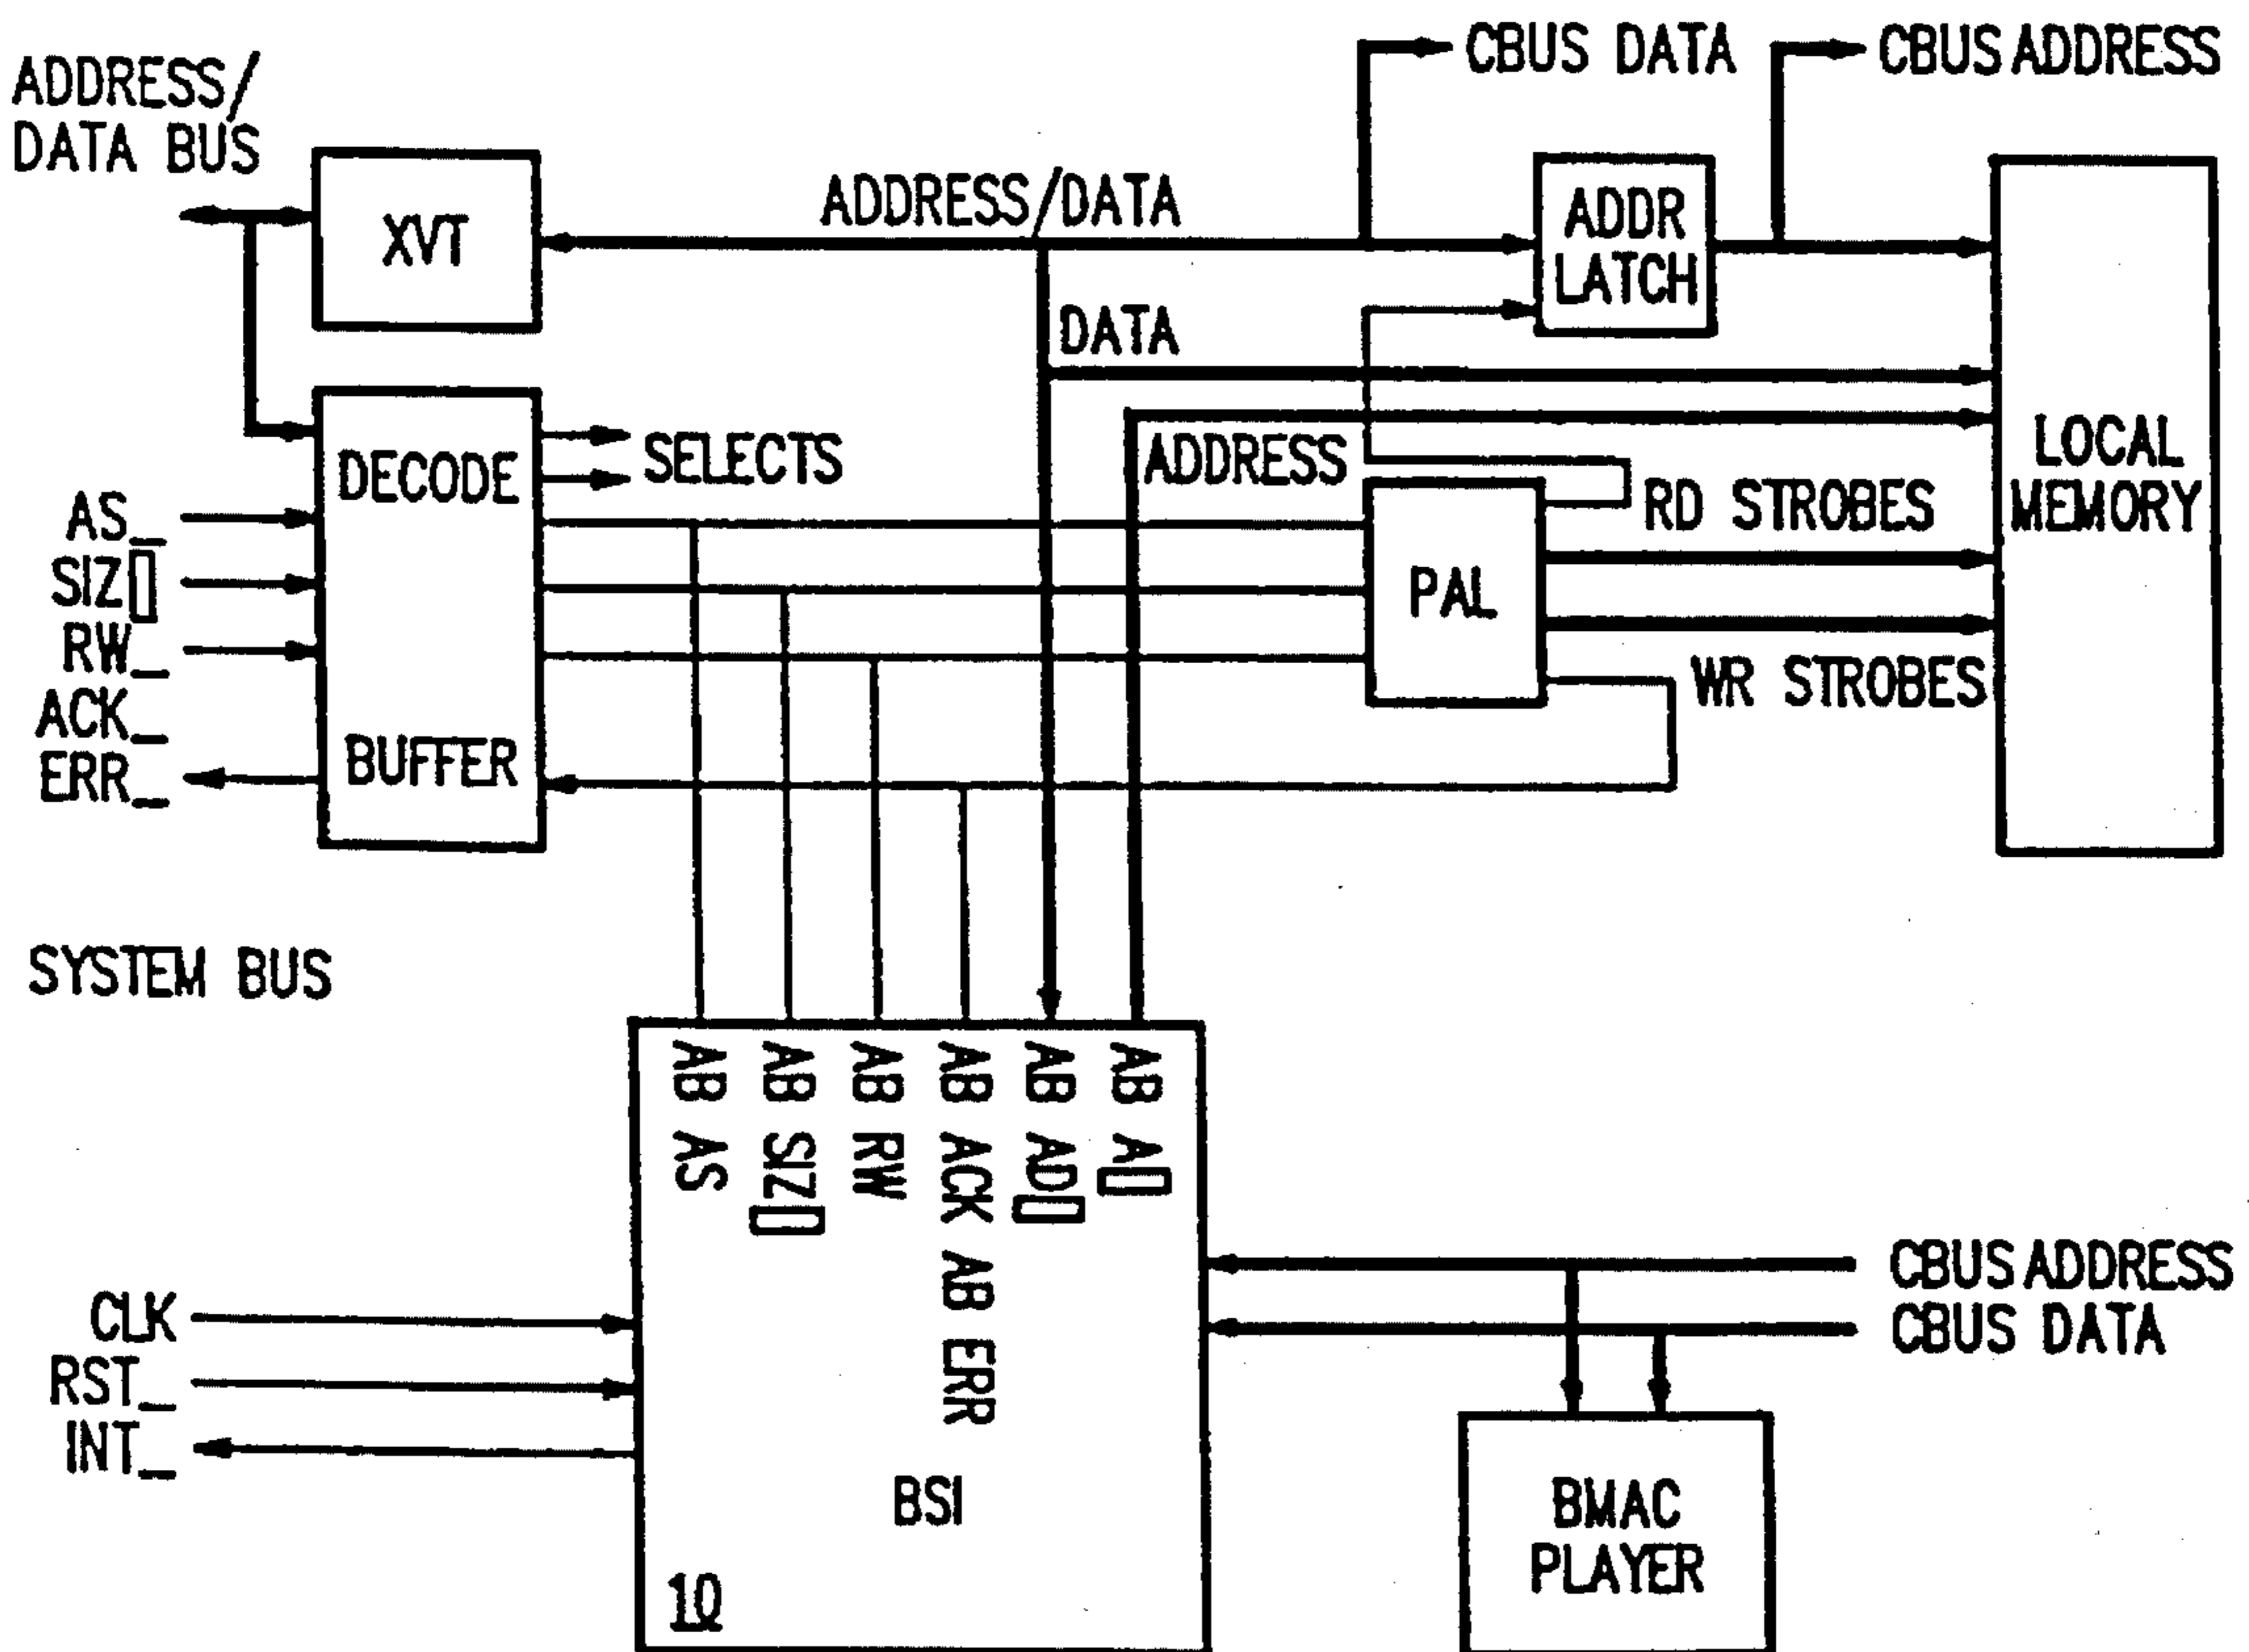 ADDRESS/
DATA BUS
XVT
ADDRESS/DATA
CBUS DATA
CBUS ADDRESS
ADDR
LATCH
DATA
DECODE
SELECTS
ADDRESS
LOCAL
MEMORY
AS_
SIZ[]
RW_
ACK_
ERR_
BUFFER
PAL
RD STROBES
WR STROBES
SYSTEM BUS
AB AS
AB SIZ[]
AB RW
AB ACK AB ERR
AB AD[]
AB A[]
CLK
RST_
INT_
BSI
10
CBUS ADDRESS
CBUS DATA
BMAC
PLAYER